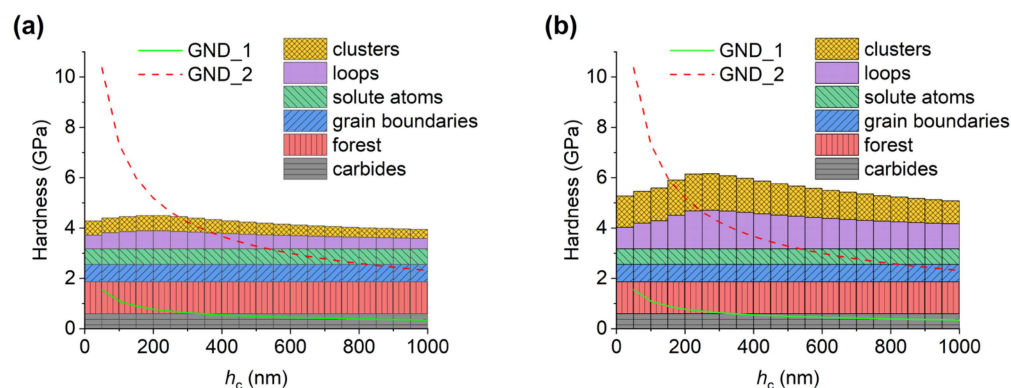 (a)
GND_1
GND_2
clusters
loops
solute atoms
grain boundaries
forest
carbides
Hardness (GPa)
10
8
6
4
2
0
0 200 400 600 800 1000
hc (nm)
(b)
GND_1
GND_2
clusters
loops
solute atoms
grain boundaries
forest
carbides
Hardness (GPa)
10
8
6
4
2
0
0 200 400 600 800 1000
hc (nm)